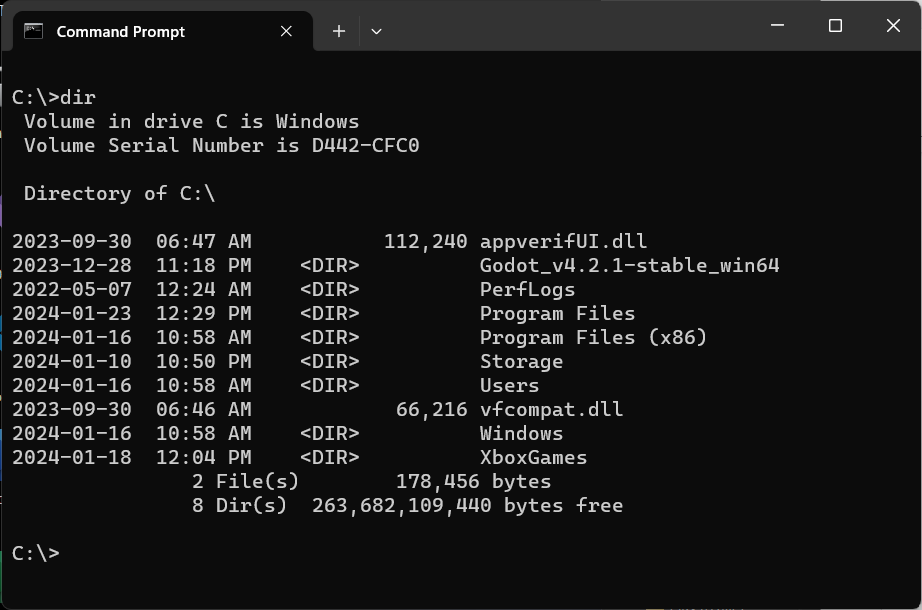 Command Prompt
C:\>dir
 Volume in drive C is Windows
 Volume Serial Number is D442-CFC0

 Directory of C:\

2023-09-30  06:47 AM           112,240 appverifUI.dll
2023-12-28  11:18 PM    <DIR>          Godot_v4.2.1-stable_win64
2022-05-07  12:24 AM    <DIR>          PerfLogs
2024-01-23  12:29 PM    <DIR>          Program Files
2024-01-16  10:58 AM    <DIR>          Program Files (x86)
2024-01-10  10:50 PM    <DIR>          Storage
2024-01-16  10:58 AM    <DIR>          Users
2023-09-30  06:46 AM            66,216 vfcompat.dll
2024-01-16  10:58 AM    <DIR>          Windows
2024-01-18  12:04 PM    <DIR>          XboxGames
               2 File(s)        178,456 bytes
               8 Dir(s)  263,682,109,440 bytes free

C:\>